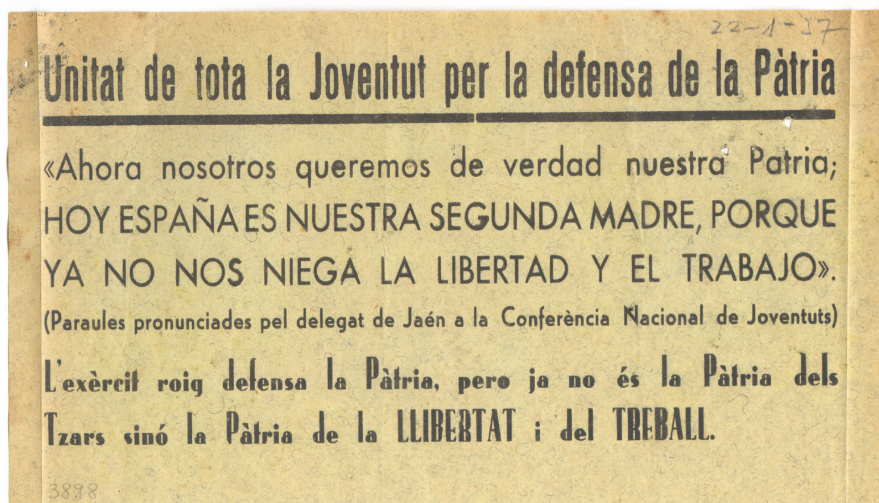 22-1-37
Unitat de tota la Joventut per la defensa de la Pàtria
«Ahora nosotros queremos de verdad nuestra Patria;
HOY ESPAÑA ES NUESTRA SEGUNDA MADRE, PORQUE
YA NO NOS NIEGA LA LIBERTAD Y EL TRABAJO».
(Paraules pronunciades pel delegat de Jaén a la Conferència Nacional de Joventuts)
L'exèrcit roig defensa la Pàtria, pero ja no és la Pàtria dels
Tzars sinó la Pàtria de la LLIBERTAT i del TREBALL.
3898